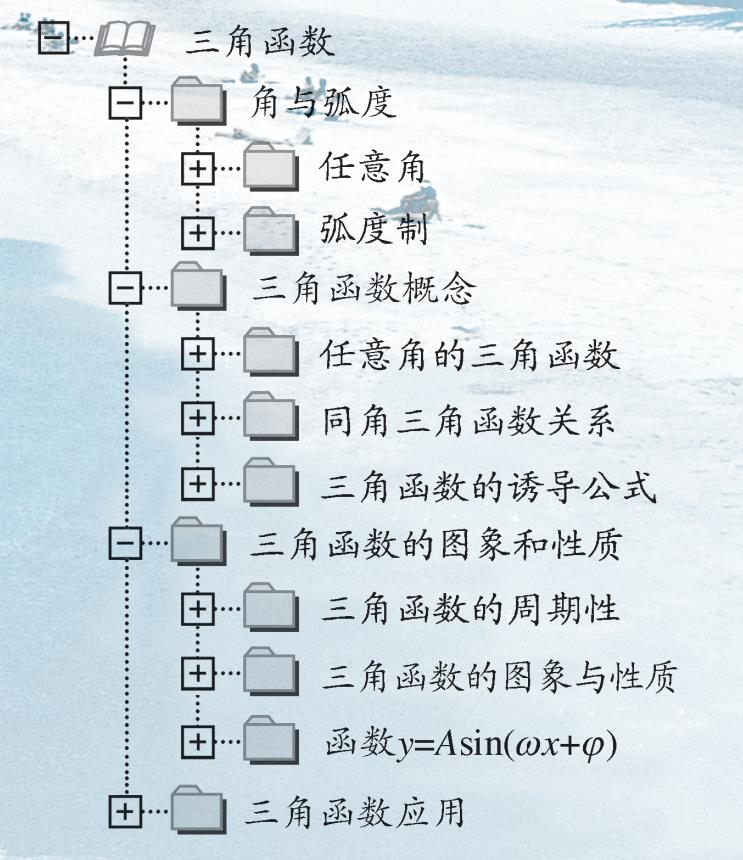 三角函数
角与弧度
任意角
弧度制
三角函数概念
任意角的三角函数
同角三角函数关系
三角函数的诱导公式
三角函数的图象和性质
三角函数的周期性
三角函数的图象与性质
函数y=Asin(ωx+φ)
三角函数应用